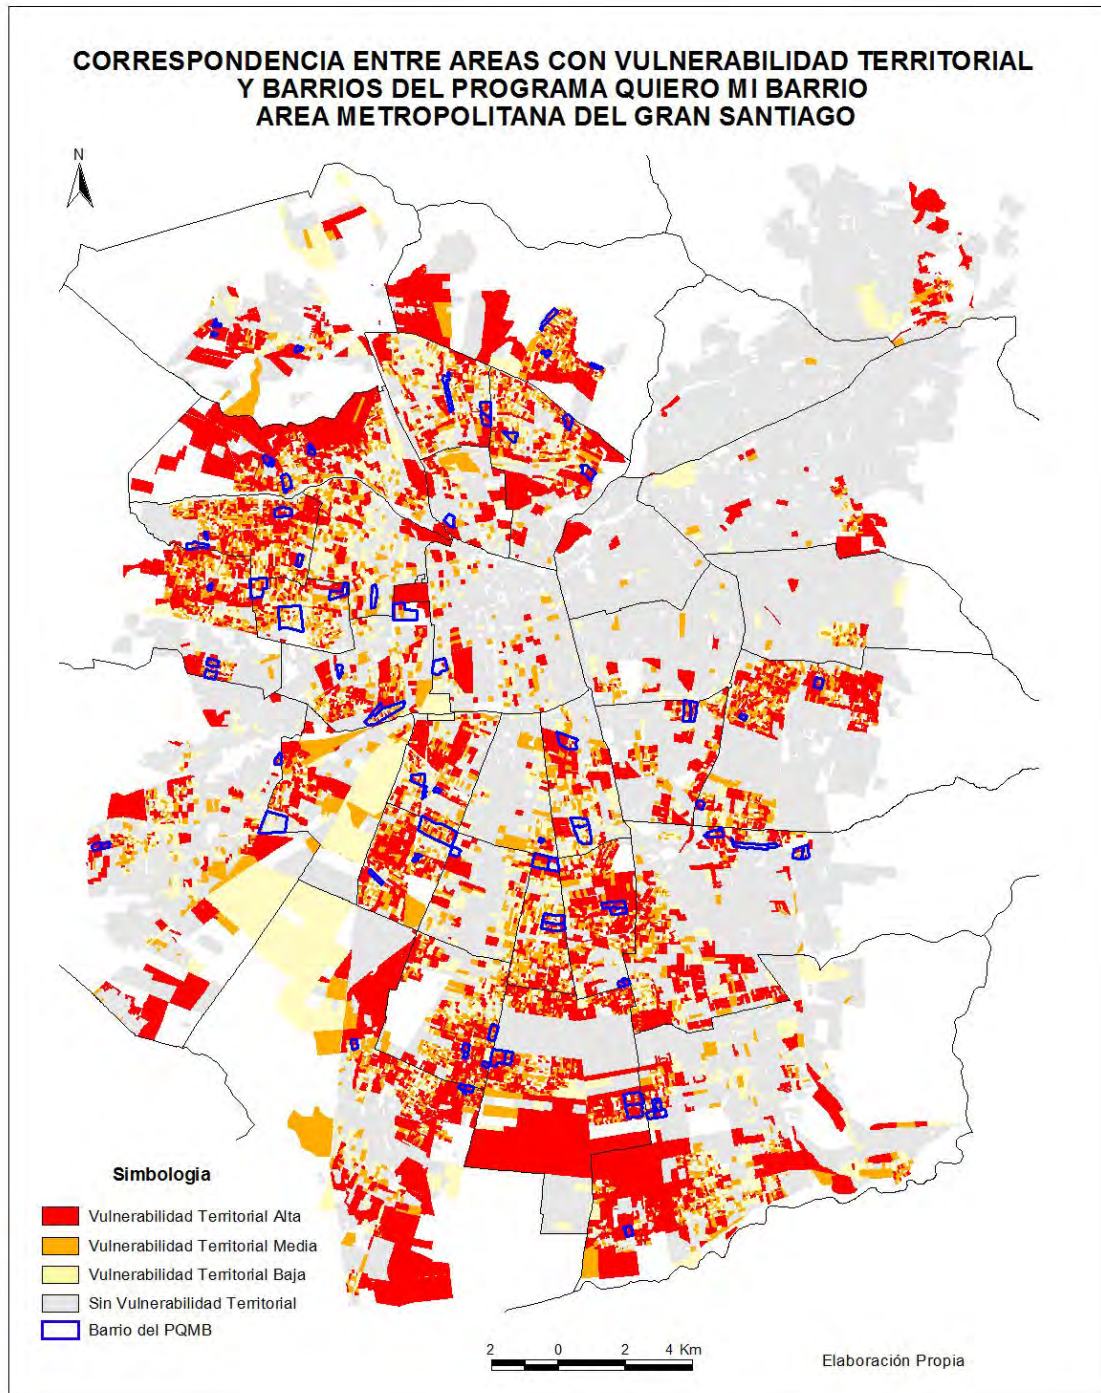 CORRESPONDENCIA ENTRE AREAS CON VULNERABILIDAD TERRITORIAL
Y BARRIOS DEL PROGRAMA QUIERO MI BARRIO
AREA METROPOLITANA DEL GRAN SANTIAGO
N
Simbologia
Vulnerabilidad Territorial Alta
Vulnerabilidad Territorial Media
Vulnerabilidad Territorial Baja
Sin Vulnerabilidad Territorial
Barrio del PQMB
2 0 2 4 Km
Elaboración Propia